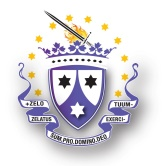 +ZELO
ZELATUS
SUM.PRO.DOMINO.DEO
TUUM-
EXERCI-